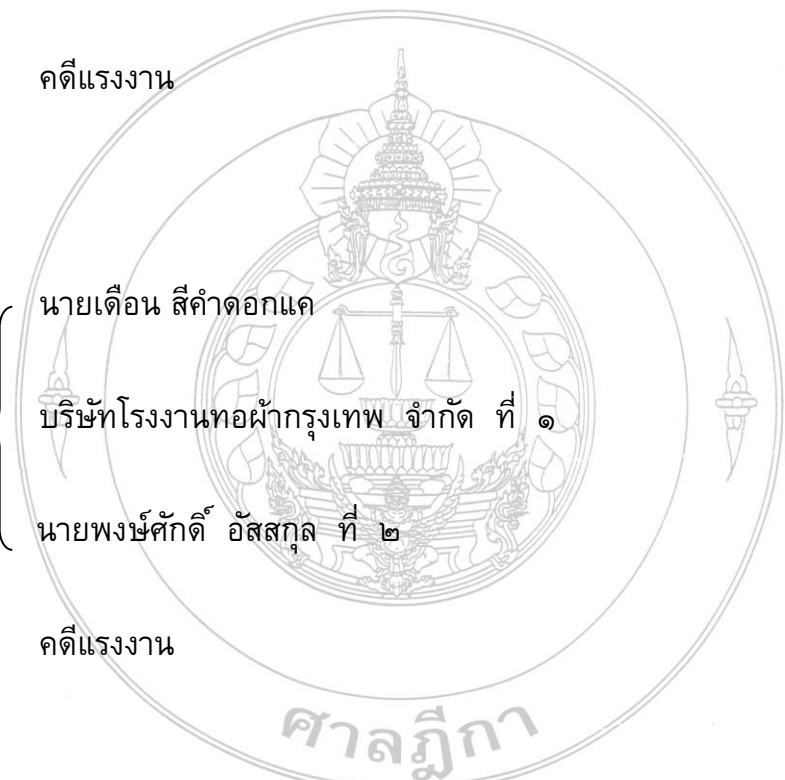 คดีแรงงาน
นายเดือน สีคำดอกแค
บริษัทโรงงานทอผ้ากรุงเทพ จำกัด ที่ ๑
นายพงษ์ศักดิ์ อัสสกุล ที่ ๒
คดีแรงงาน
ศาลฎีกา